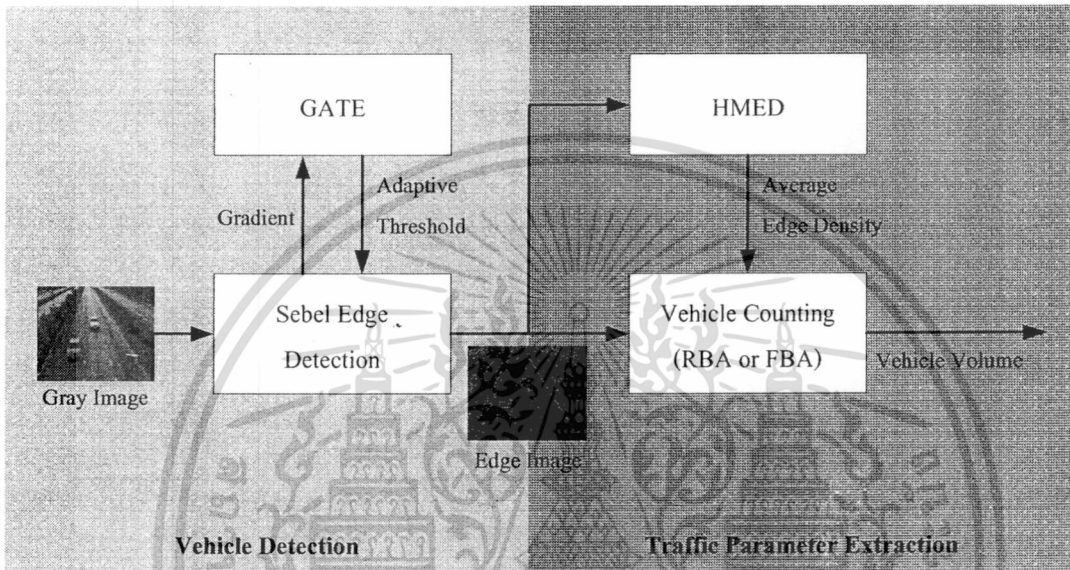 GATE
HMED
Gradient
Adaptive
Threshold
Average
Edge Density
Sebel Edge
Detection
Vehicle Counting
(RBA or FBA)
Vehicle Volume
Gray Image
Edge Image
Vehicle Detection
Traffic Parameter Extraction